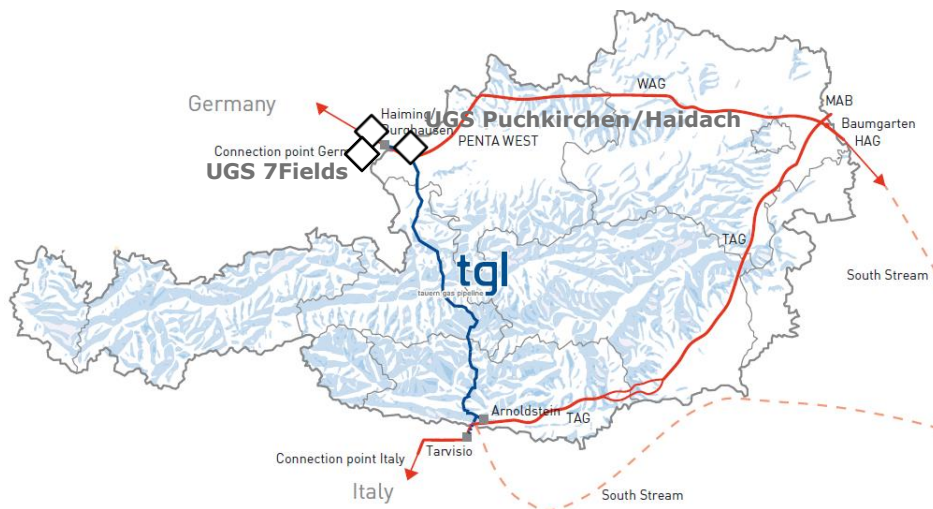 WAG
MAB
Germany
Haiming/
Burghausen
UGS Puchkirchen/Haidach
Baumgarten
PENTA WEST
HAG
Connection point Germ
UGS 7Fields
TAG
tgl
tauern gas pipeline
South Stream
Arnoldstein
TAG
Tarvisio
Connection point Italy
Italy
South Stream